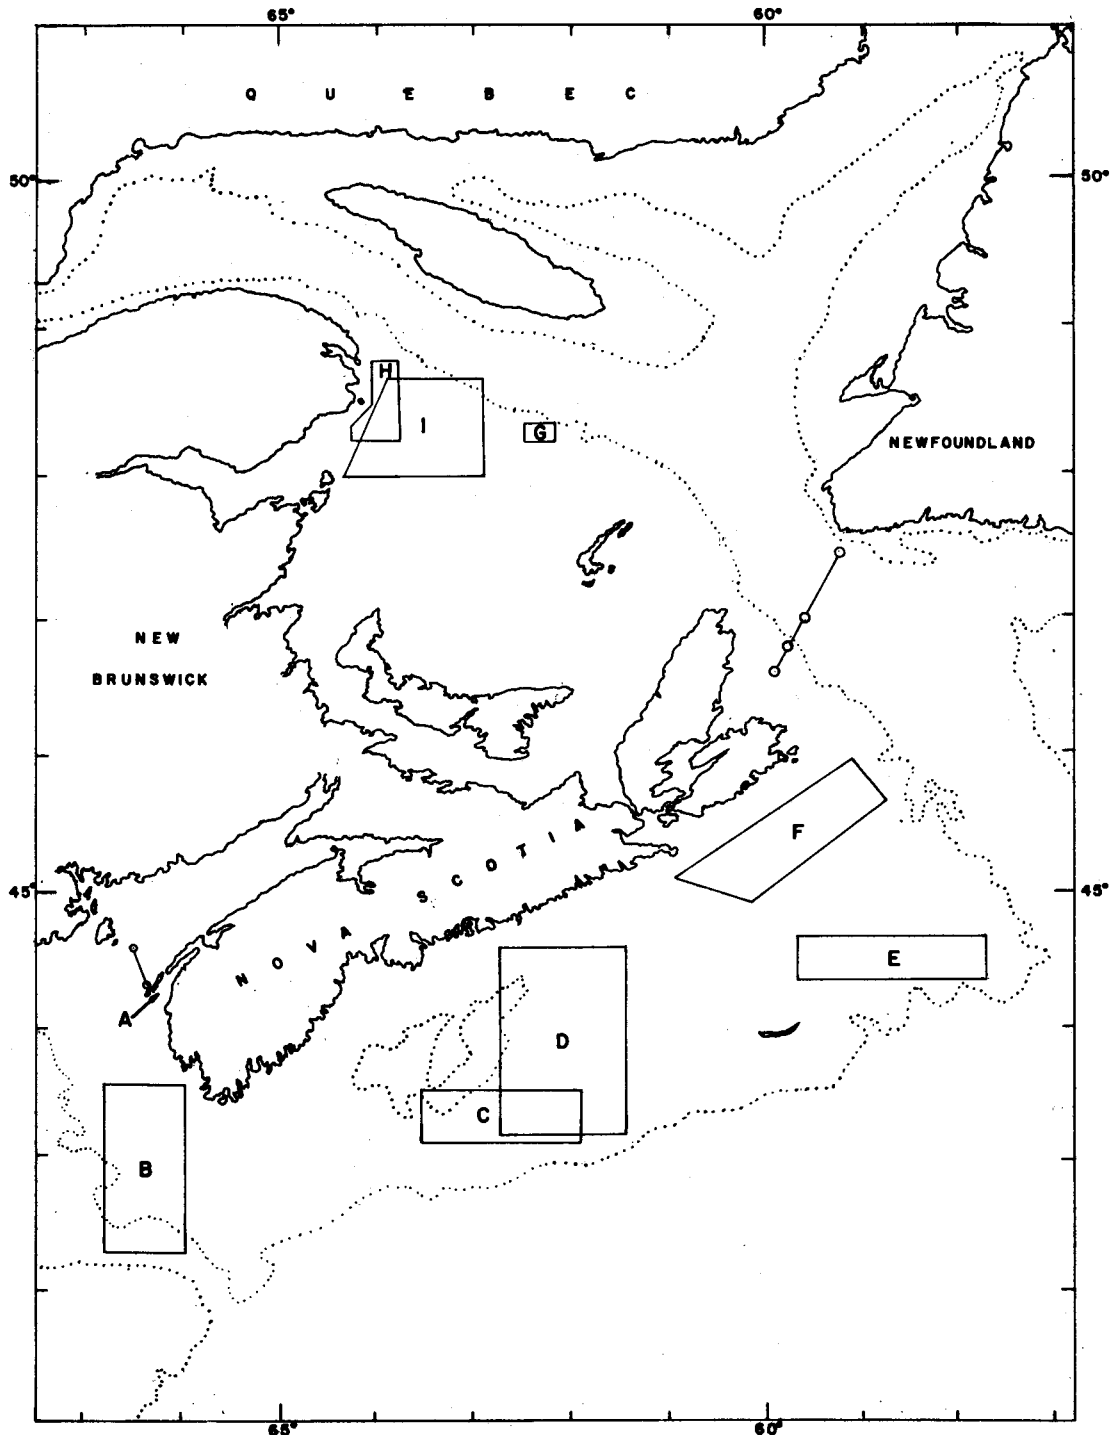 65° 60°
QUEBEC
50° 50°
H
I
G
NEWFOUNDLAND
NEW
BRUNSWICK
F
NOVA SCOTIA
45° 45°
E
A
D
C
B
65° 60°